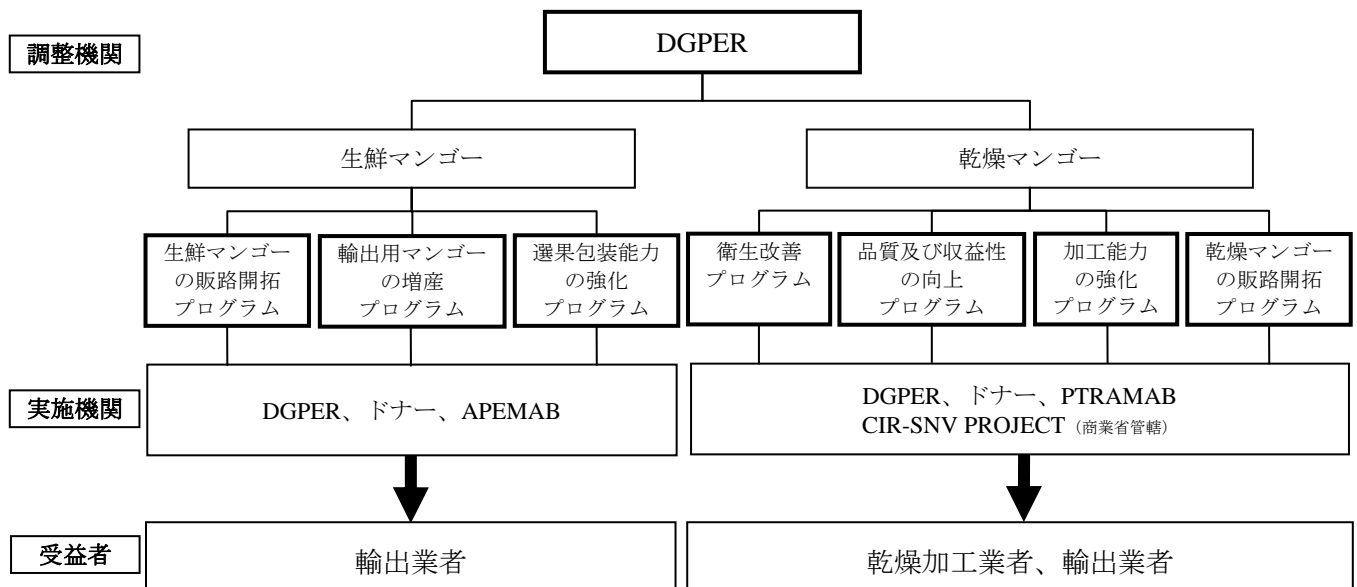 調整機関
DGPER
生鮮マンゴー
乾燥マンゴー
生鮮マンゴー
の販路開拓
プログラム
輸出用マンゴー
の増産
プログラム
選果包装能力
の強化
プログラム
衛生改善
プログラム
品質及び収益性
の向上
プログラム
加工能力
の強化
プログラム
乾燥マンゴー
の販路開拓
プログラム
実施機関
DGPER、ドナー、APEMAB
DGPER、ドナー、PTRAMAB
CIR-SNV PROJECT（商業省管轄）
受益者
輸出業者
乾燥加工業者、輸出業者